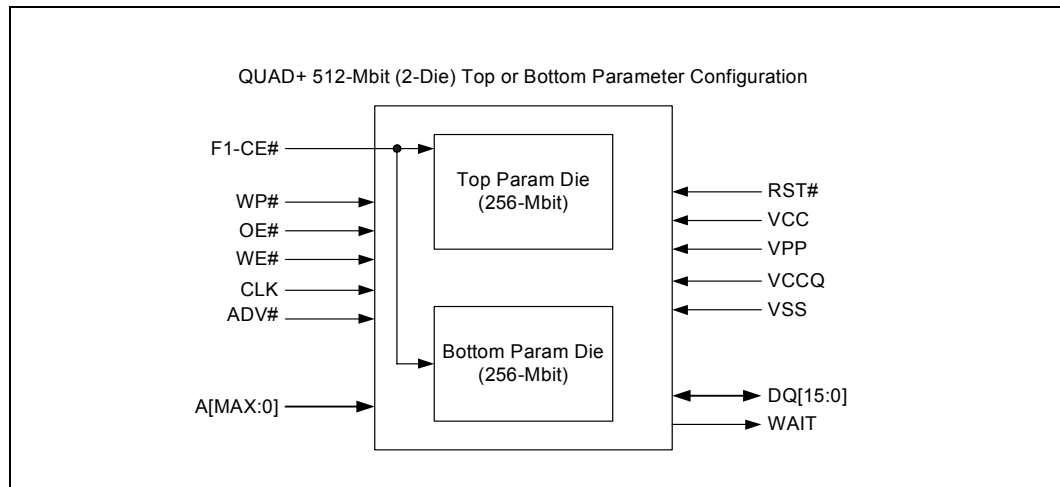 QUAD+ 512-Mbit (2-Die) Top or Bottom Parameter Configuration
F1-CE#
WP#
OE#
WE#
CLK
ADV#
A[MAX:0]
Top Param Die
(256-Mbit)
Bottom Param Die
(256-Mbit)
RST#
VCC
VPP
VCCQ
VSS
DQ[15:0]
WAIT